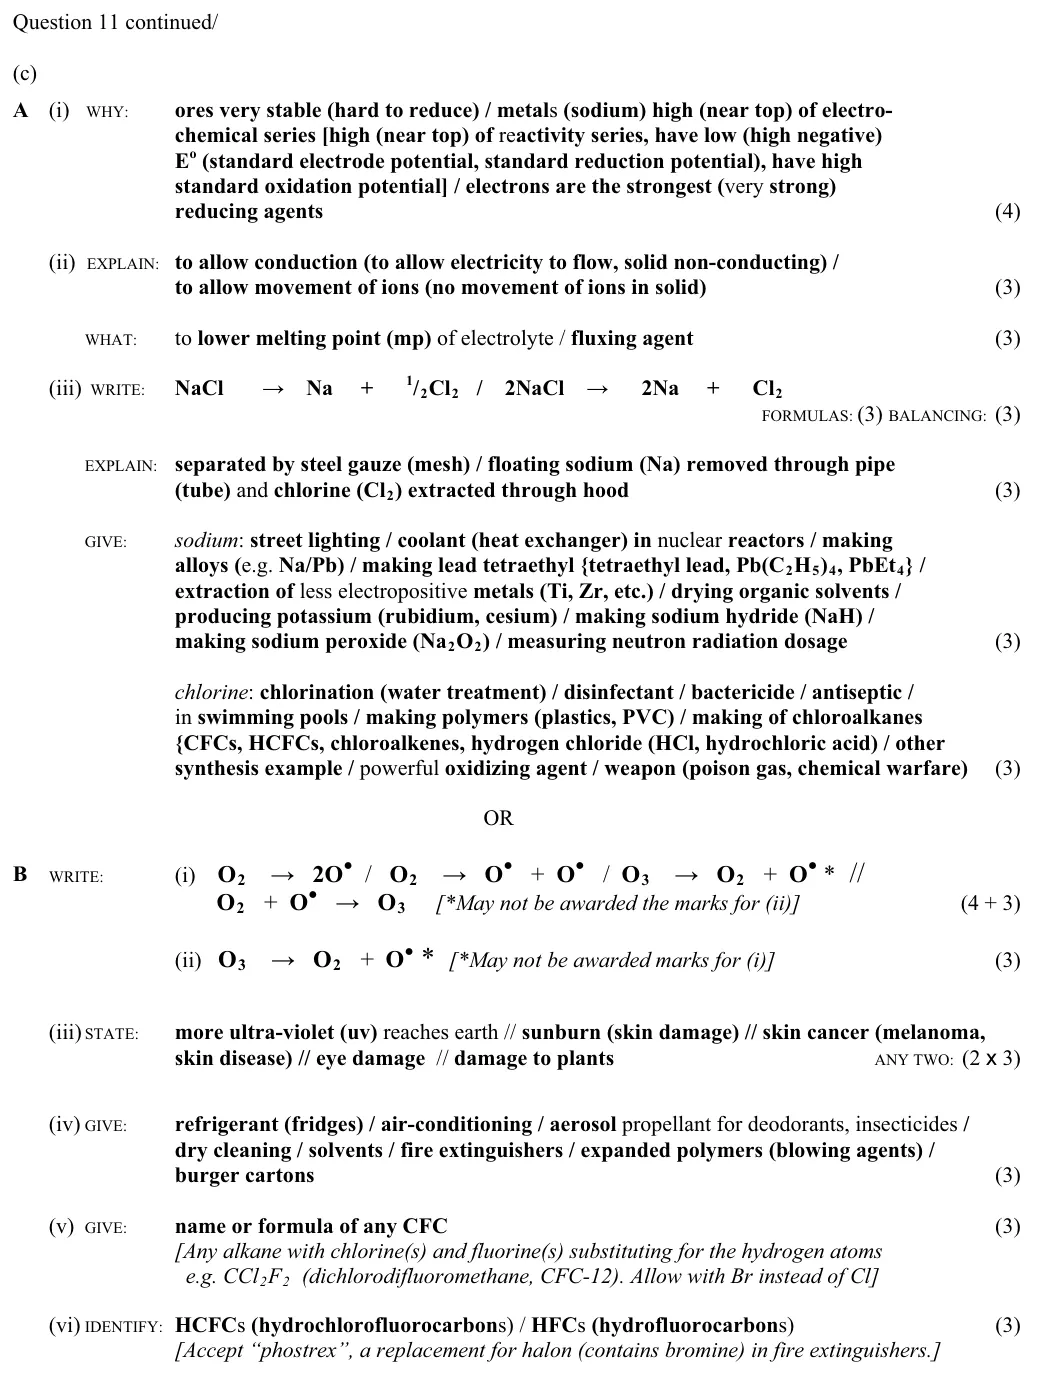 Question 11 continued/
(c)
A (i) WHY: ores very stable (hard to reduce) / metals (sodium) high (near top) of electro-
chemical series [high (near top) of reactivity series, have low (high negative)
Eº (standard electrode potential, standard reduction potential), have high
standard oxidation potential] / electrons are the strongest (very strong)
reducing agents (4)
(ii) EXPLAIN: to allow conduction (to allow electricity to flow, solid non-conducting) /
to allow movement of ions (no movement of ions in solid) (3)
WHAT: to lower melting point (mp) of electrolyte / fluxing agent (3)
(iii) WRITE: NaCl → Na + ¹/₂Cl₂ / 2NaCl → 2Na + Cl₂
FORMULAS: (3) BALANCING: (3)
EXPLAIN: separated by steel gauze (mesh) / floating sodium (Na) removed through pipe
(tube) and chlorine (Cl₂) extracted through hood (3)
GIVE: sodium: street lighting / coolant (heat exchanger) in nuclear reactors / making
alloys (e.g. Na/Pb) / making lead tetraethyl {tetraethyl lead, Pb(C₂H₅)₄, PbEt₄} /
extraction of less electropositive metals (Ti, Zr, etc.) / drying organic solvents /
producing potassium (rubidium, cesium) / making sodium hydride (NaH) /
making sodium peroxide (Na₂O₂) / measuring neutron radiation dosage (3)
chlorine: chlorination (water treatment) / disinfectant / bactericide / antiseptic /
in swimming pools / making polymers (plastics, PVC) / making of chloroalkanes
{CFCs, HCFCs, chloroalkenes, hydrogen chloride (HCl, hydrochloric acid) / other
synthesis example / powerful oxidizing agent / weapon (poison gas, chemical warfare) (3)
OR
B WRITE: (i) O₂ → 2O• / O₂ → O• + O• / O₃ → O₂ + O•* //
O₂ + O• → O₃ [*May not be awarded the marks for (ii)] (4 + 3)
(ii) O₃ → O₂ + O•* [*May not be awarded marks for (i)] (3)
(iii) STATE: more ultra-violet (uv) reaches earth // sunburn (skin damage) // skin cancer (melanoma,
skin disease) // eye damage // damage to plants ANY TWO: (2 x 3)
(iv) GIVE: refrigerant (fridges) / air-conditioning / aerosol propellant for deodorants, insecticides /
dry cleaning / solvents / fire extinguishers / expanded polymers (blowing agents) /
burger cartons (3)
(v) GIVE: name or formula of any CFC (3)
[Any alkane with chlorine(s) and fluorine(s) substituting for the hydrogen atoms
e.g. CCl₂F₂ (dichlorodifluoromethane, CFC-12). Allow with Br instead of Cl]
(vi) IDENTIFY: HCFCs (hydrochlorofluorocarbons) / HFCs (hydrofluorocarbons) (3)
[Accept “phostrex”, a replacement for halon (contains bromine) in fire extinguishers.]